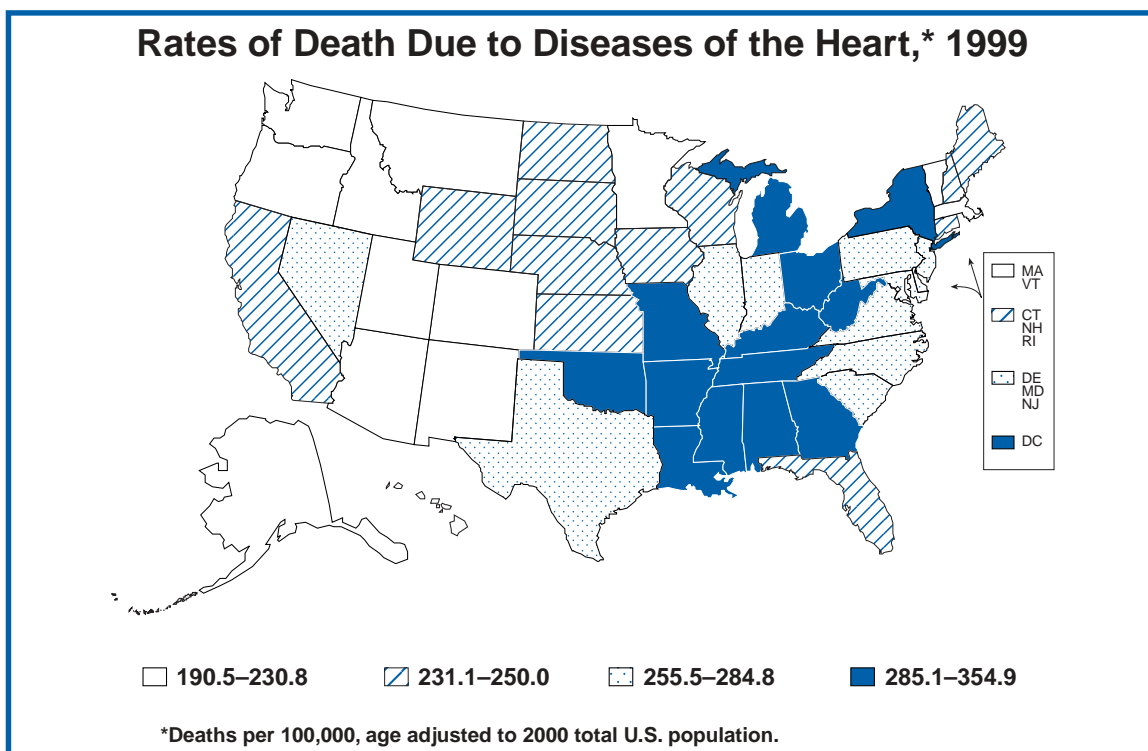 Rates of Death Due to Diseases of the Heart,* 1999
MA
VT
CT
NH
RI
DE
MD
NJ
DC
190.5–230.8 231.1–250.0 255.5–284.8 285.1–354.9
*Deaths per 100,000, age adjusted to 2000 total U.S. population.